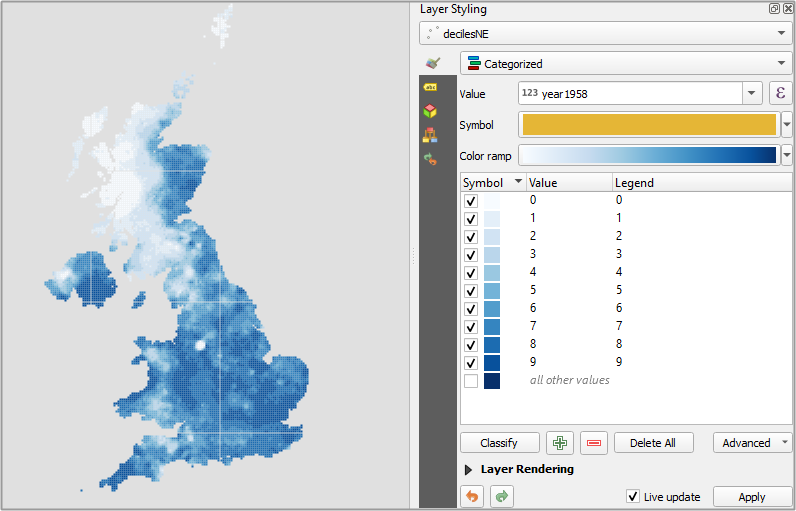 Layer Styling
decilesNE
abc
Categorized
Value 123 year1958 ε
Symbol
Color ramp
Symbol Value Legend
0 0
1 1
2 2
3 3
4 4
5 5
6 6
7 7
8 8
9 9
all other values
Classify Delete All Advanced
Layer Rendering
Live update Apply